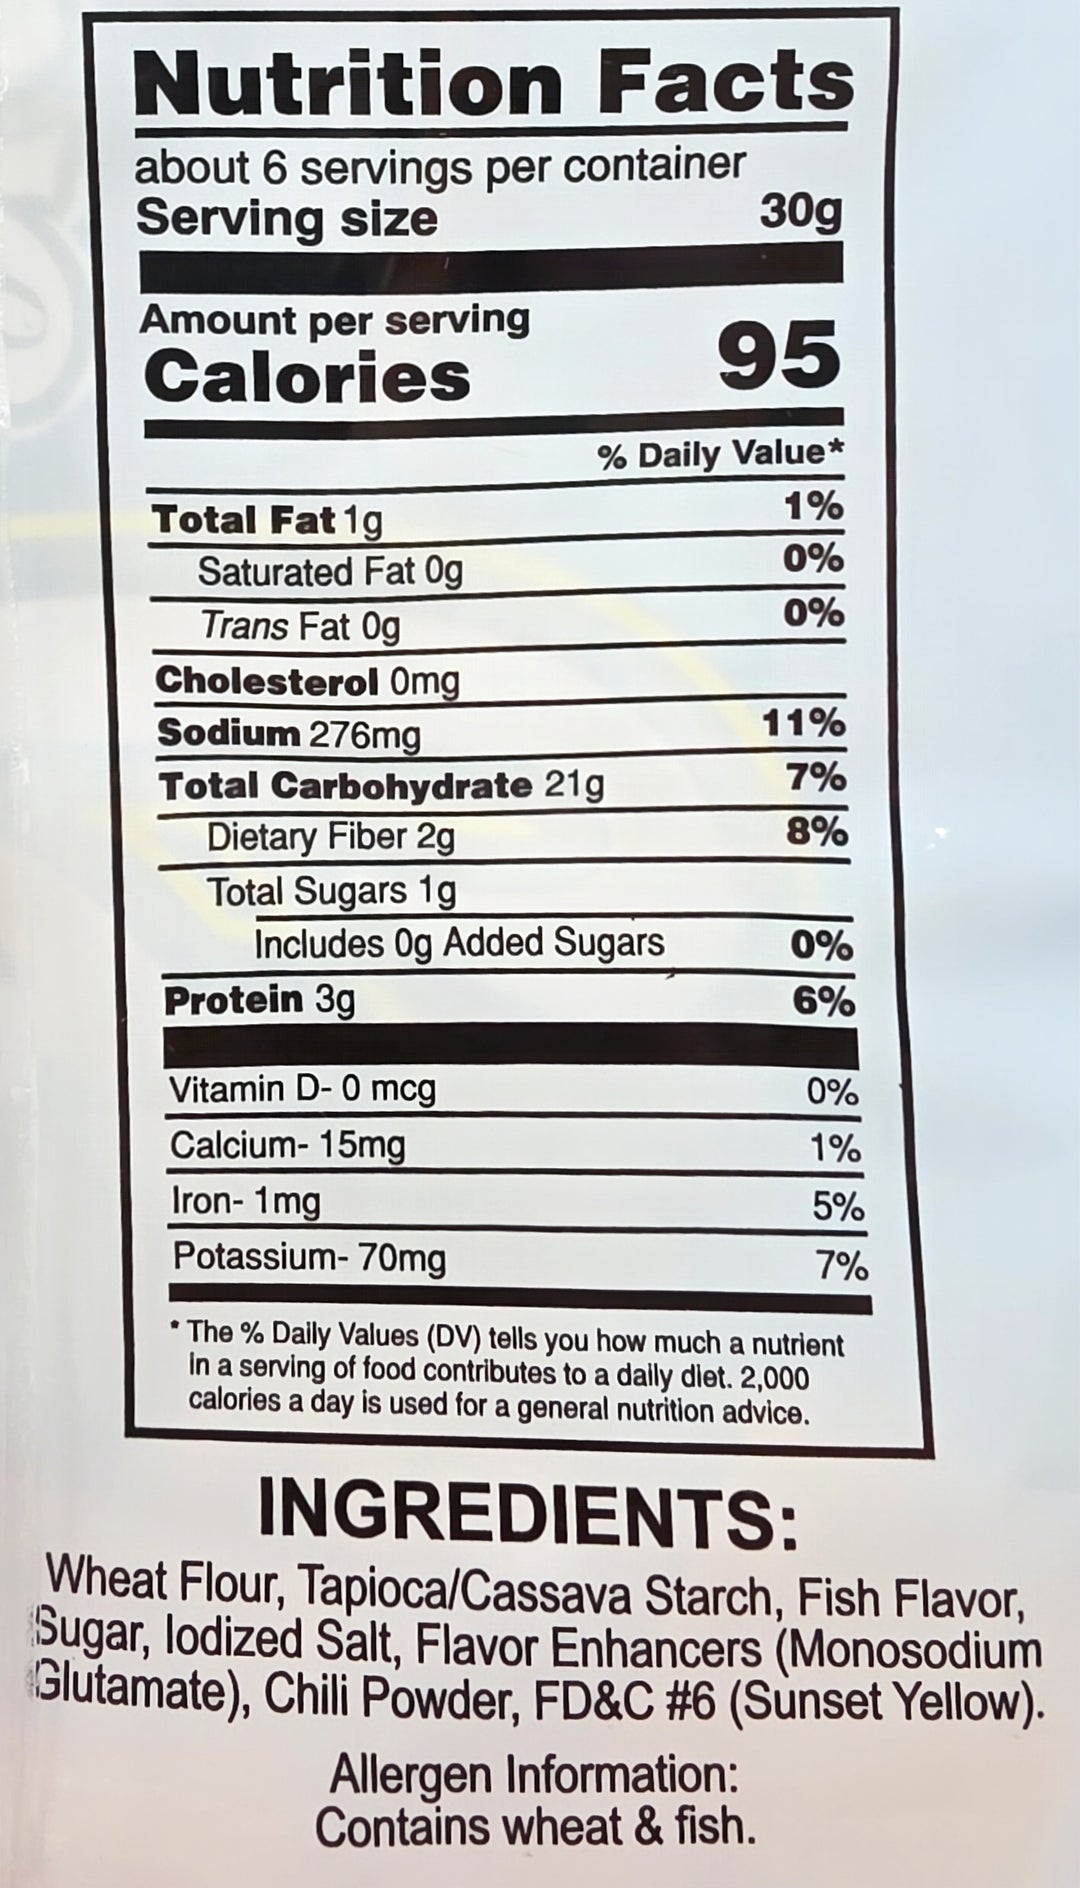 Nutrition Facts
about 6 servings per container
Serving size 30g
Amount per serving
Calories 95
% Daily Value*
Total Fat 1g 1%
Saturated Fat 0g 0%
Trans Fat 0g 0%
Cholesterol 0mg
Sodium 276mg 11%
Total Carbohydrate 21g 7%
Dietary Fiber 2g 8%
Total Sugars 1g
Includes 0g Added Sugars 0%
Protein 3g 6%
Vitamin D- 0 mcg 0%
Calcium- 15mg 1%
Iron- 1mg 5%
Potassium- 70mg 7%
* The % Daily Values (DV) tells you how much a nutrient
in a serving of food contributes to a daily diet. 2,000
calories a day is used for a general nutrition advice.
INGREDIENTS:
Wheat Flour, Tapioca/Cassava Starch, Fish Flavor,
Sugar, Iodized Salt, Flavor Enhancers (Monosodium
Glutamate), Chili Powder, FD&C #6 (Sunset Yellow).
Allergen Information:
Contains wheat & fish.